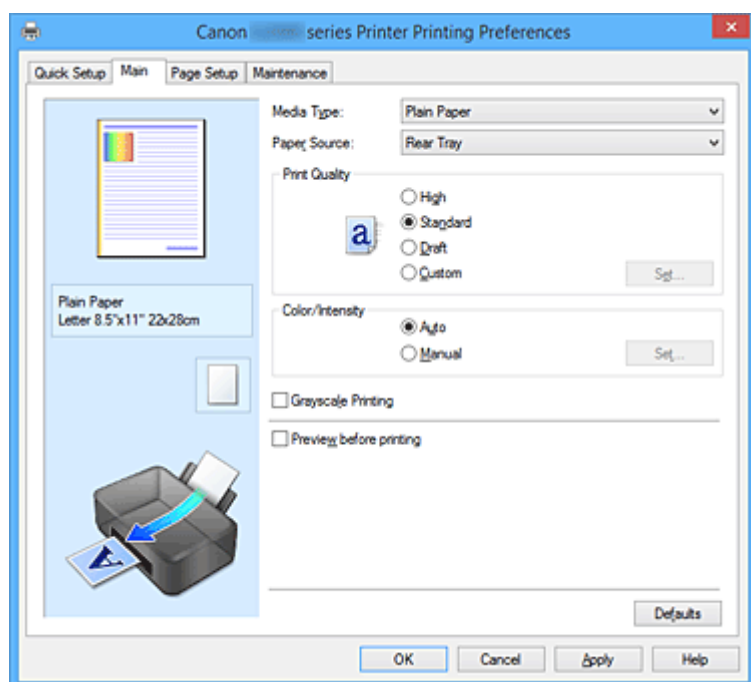 Canon series Printer Printing Preferences
Quick Setup Main Page Setup Maintenance
Media Type: Plain Paper
Paper Source: Rear Tray
Print Quality
High
Standard
Draft
Custom Set...
Plain Paper
Letter 8.5"x11" 22x28cm
Color/Intensity
Auto
Manual Set...
Grayscale Printing
Preview before printing
a
A
Defaults
OK Cancel Apply Help